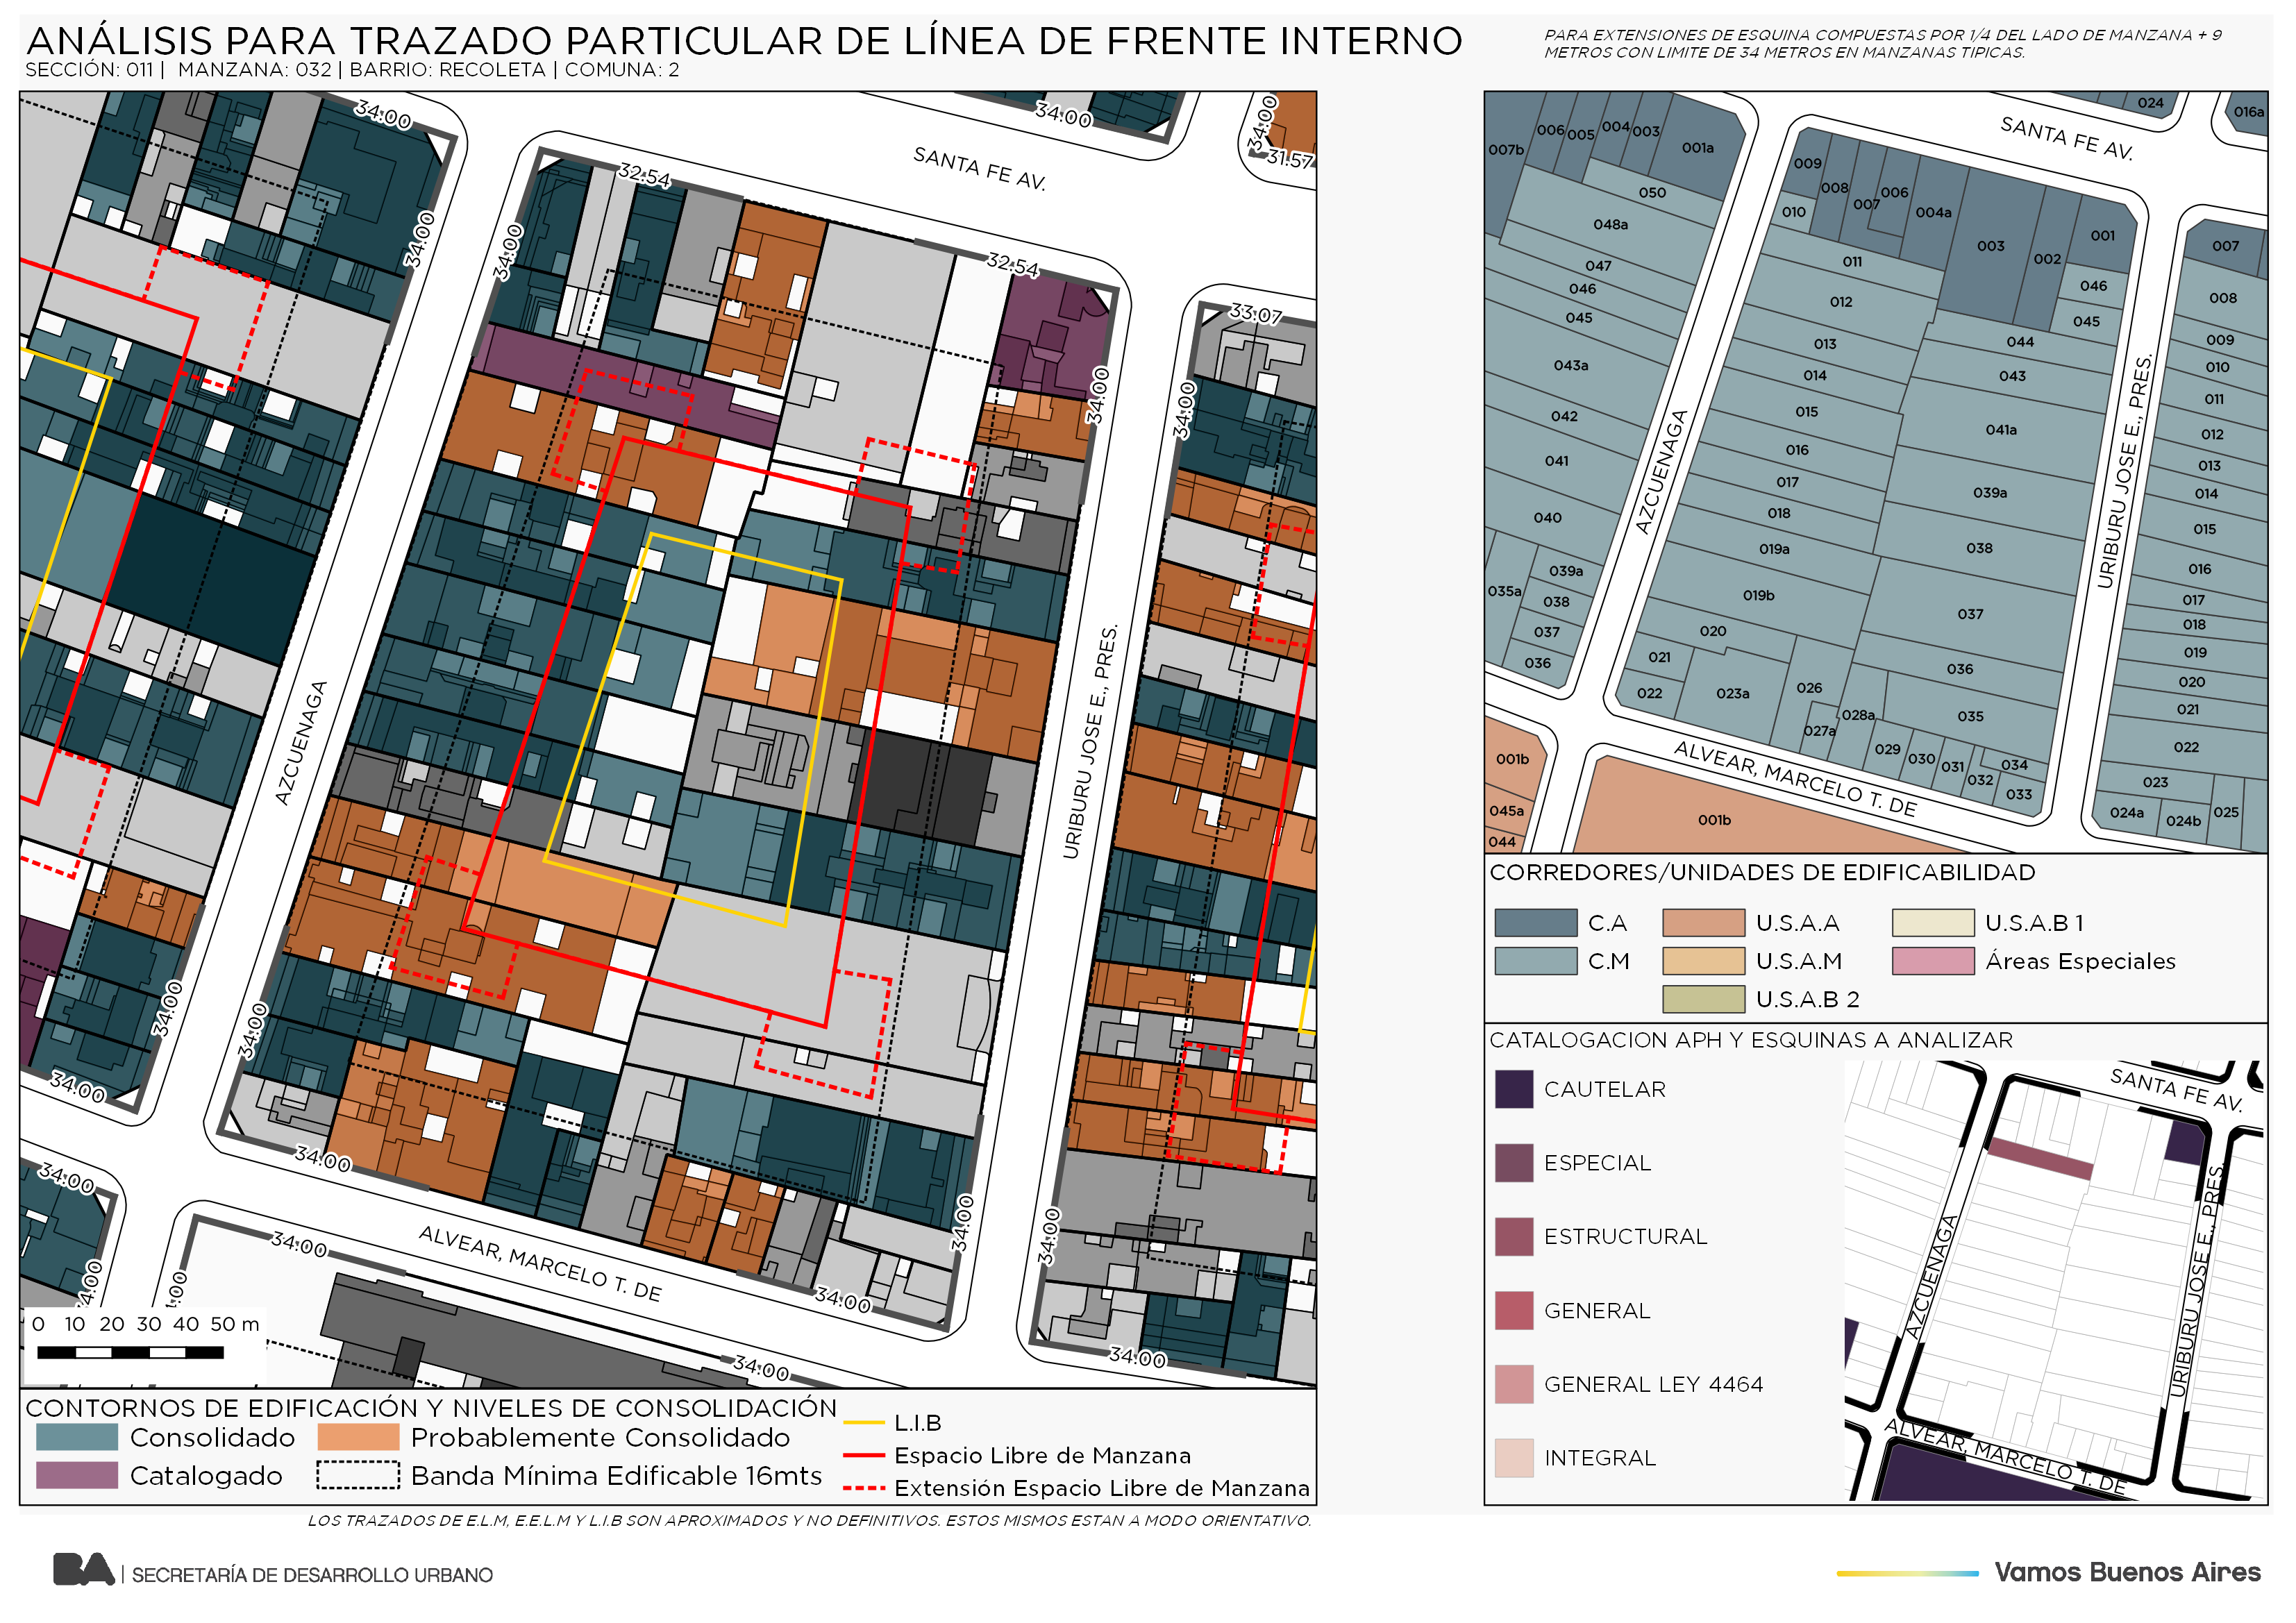 ANÁLISIS PARA TRAZADO PARTICULAR DE LÍNEA DE FRENTE INTERNO
SECCIÓN: 011 | MANZANA: 032 | BARRIO: RECOLETA | COMUNA: 2
PARA EXTENSIONES DE ESQUINA COMPUESTAS POR 1/4 DEL LADO DE MANZANA + 9
METROS CON LIMITE DE 34 METROS EN MANZANAS TIPICAS.
34:00
34:00
34:00
31.57
SANTA FE AV.
32.54
34:00
34:00
32.54
33.07
34:00
34:00
AZCUENAGA
URIBURU JOSE E., PRES.
34:00
34:00
34:00
34:00
34:00
34:00
34:00
34:00
34:00
34:00
34:00
:00
34:00
34:00
ALVEAR, MARCELO T. DE
0 10 20 30 40 50 m
CONTORNOS DE EDIFICACIÓN Y NIVELES DE CONSOLIDACIÓN
Consolidado
Probablemente Consolidado
Catalogado
Banda Mínima Edificable 16mts
L.I.B
Espacio Libre de Manzana
Extensión Espacio Libre de Manzana
LOS TRAZADOS DE E.L.M, E.E.L.M Y L.I.B SON APROXIMADOS Y NO DEFINITIVOS. ESTOS MISMOS ESTAN A MODO ORIENTATIVO.
024
016a
SANTA FE AV.
007b
006
005
004
003
001a
050
048a
047
046
045
043a
042
041
040
039a
035a
038
037
036
009
008
007
006
004a
003
002
001
010
011
012
013
014
015
016
017
018
019a
019b
020
021
022
023a
026
027a
028a
029
030
031
032
033
034
035
036
037
038
039a
041a
043
044
045
046
007
008
009
010
011
012
013
014
015
016
017
018
019
020
021
022
023
024a
024b
025
AZCUENAGA
URIBURU JOSE E., PRES.
ALVEAR, MARCELO T. DE
001b
045a
044
001b
CORREDORES/UNIDADES DE EDIFICABILIDAD
C.A
U.S.A.A
U.S.A.B 1
C.M
U.S.A.M
Áreas Especiales
U.S.A.B 2
CATALOGACION APH Y ESQUINAS A ANALIZAR
CAUTELAR
ESPECIAL
ESTRUCTURAL
GENERAL
GENERAL LEY 4464
INTEGRAL
SANTA FE AV.
AZCUENAGA
URIBURU JOSE E., PRES.
ALVEAR, MARCELO T. DE
BA | SECRETARÍA DE DESARROLLO URBANO
Vamos Buenos Aires